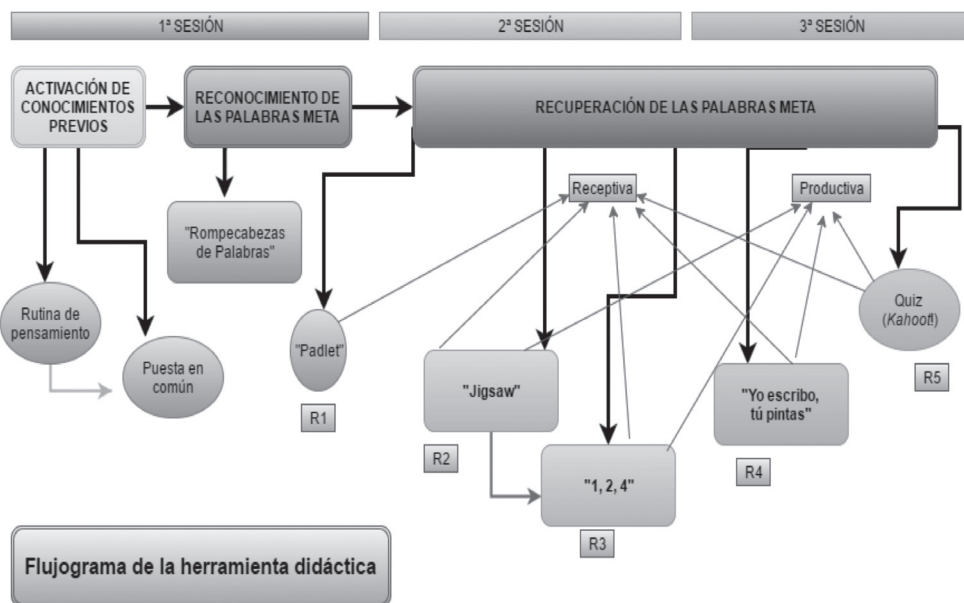 1ª SESIÓN
2ª SESIÓN
3ª SESIÓN
ACTIVACIÓN DE
CONOCIMIENTOS
PREVIOS
RECONOCIMIENTO DE
LAS PALABRAS META
RECUPERACIÓN DE LAS PALABRAS META
Receptiva
Productiva
"Rompecabezas
de Palabras"
Rutina de
pensamiento
Puesta en
común
"Padlet"
R1
"Jigsaw"
R2
"1, 2, 4"
R3
"Yo escribo,
tú pintas"
R4
Quiz
(Kahoot!)
R5
Flujograma de la herramienta didáctica